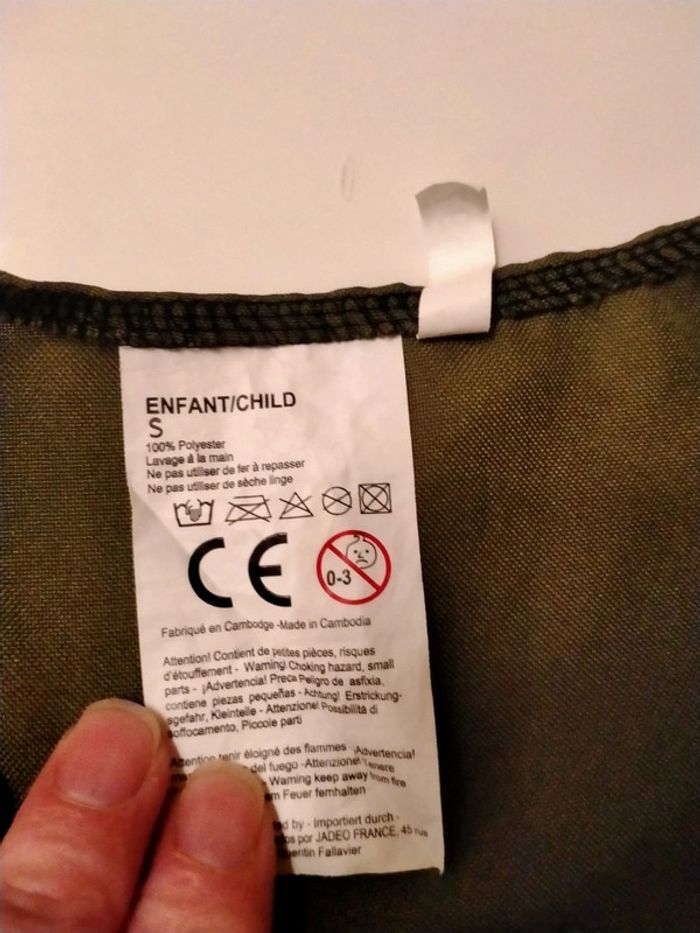 ENFANT/CHILD
S
100% Polyester
Lavage à la main
Ne pas utiliser de fer à repasser
Ne pas utiliser de sèche linge
CE
0-3
Fabriqué en Cambodge -Made in Cambodia
Attention! Contient de petites pièces, risques
d'étouffement - Warning! Choking hazard, small
parts - ¡Advertencia! Preca Peligro de asfixia,
contiene piezas pequeñas - Achtung! Erstrickung-
sgefahr, Kleinteile - Attenzione! Possibilità di
soffocamento, Piccole parti
Attention tenir éloigné des flammes ¡Advertencia!
del fuego -Attenzione! Tenere
- Warning keep away from fire
Feuer fernhalten
by - Importiert durch -
por JADEO FRANCE, 45 rue
Fallavier